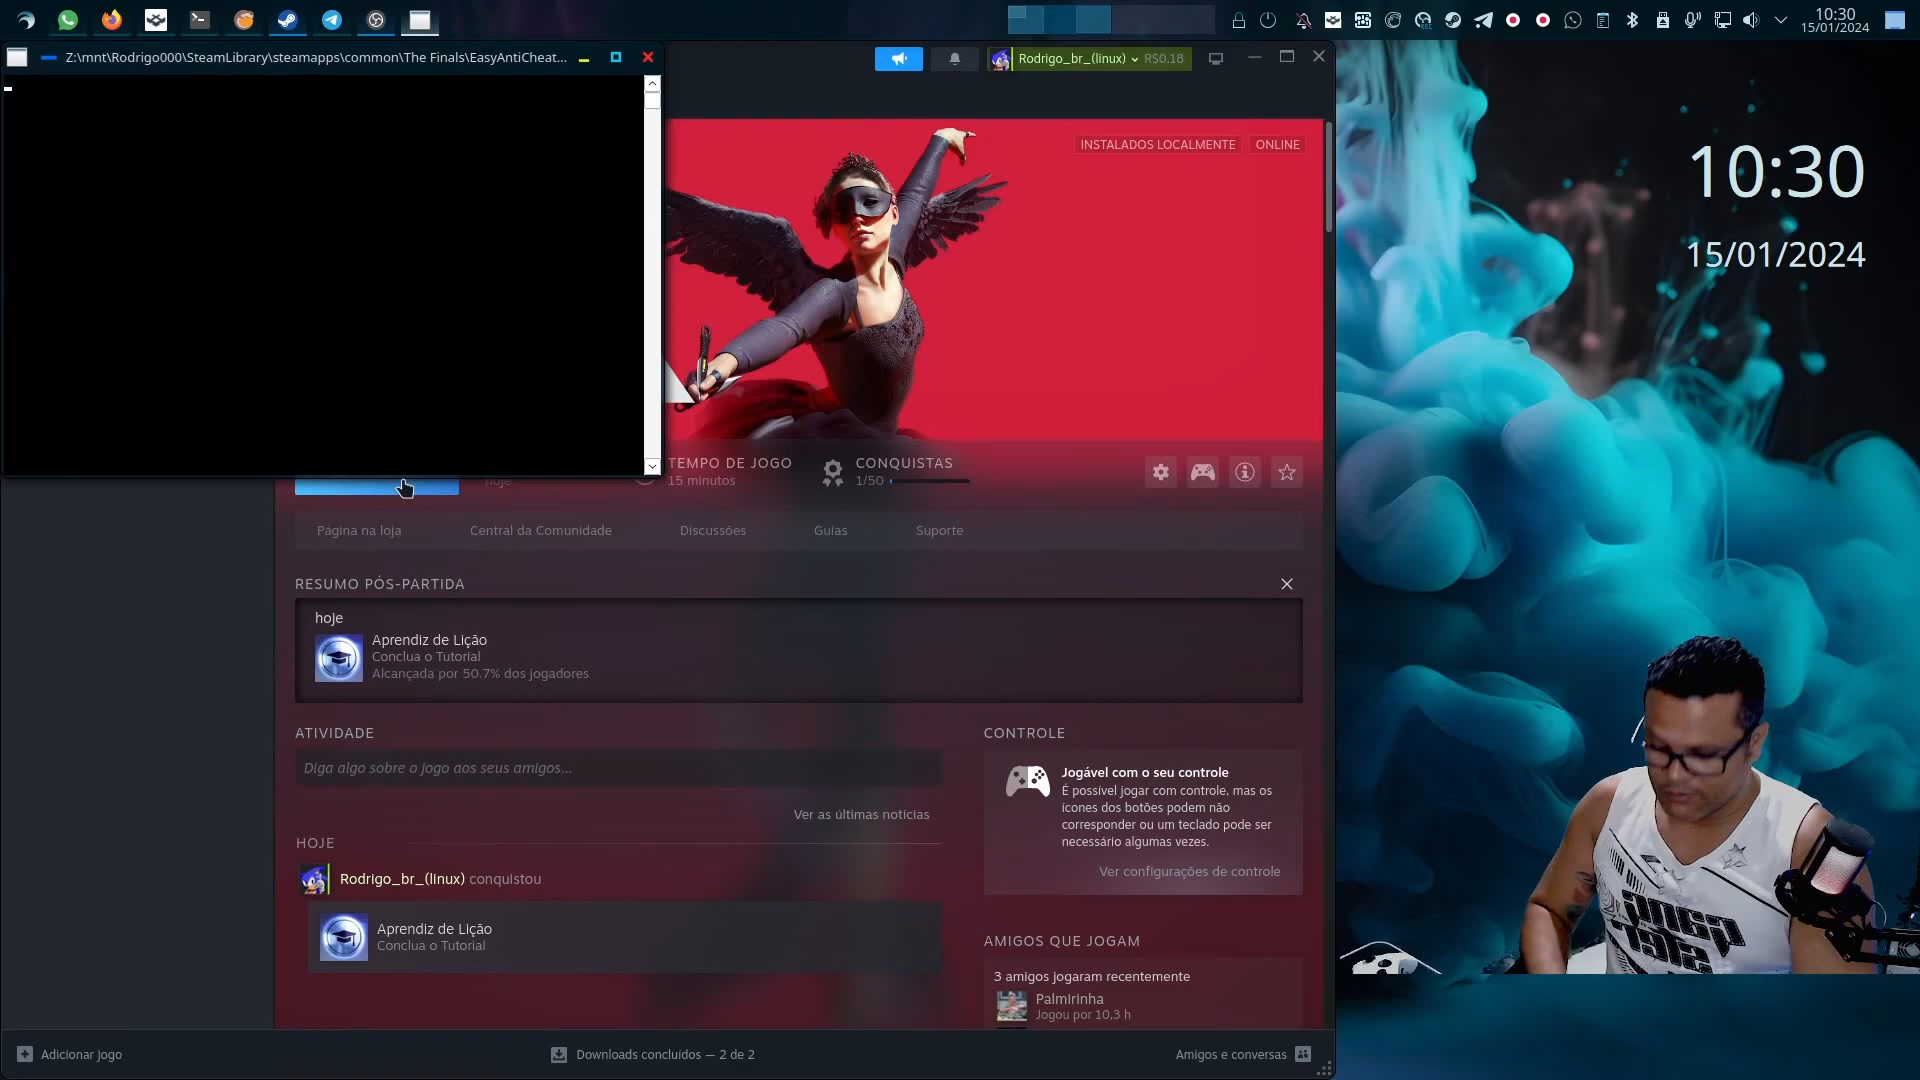 10:30
15/01/2024
Z:\mnt\Rodrigo000\SteamLibrary\steamapps\common\The Finals\EasyAntiCheat...
Rodrigo_br_(linux) R$0,18
INSTALADOS LOCALMENTE ONLINE
10:30
15/01/2024
TEMPO DE JOGO
15 minutos
CONQUISTAS
1/50
hoje
Página na loja
Central da Comunidade
Discussões
Guias
Suporte
RESUMO PÓS-PARTIDA
hoje
Aprendiz de Lição
Conclua o Tutorial
Alcançada por 50.7% dos jogadores
ATIVIDADE
Diga algo sobre o jogo aos seus amigos...
Ver as últimas notícias
HOJE
Rodrigo_br_(linux) conquistou
Aprendiz de Lição
Conclua o Tutorial
CONTROLE
Jogável com o seu controle
É possível jogar com controle, mas os
ícones dos botões podem não
corresponder ou um teclado pode ser
necessário algumas vezes.
Ver configurações de controle
AMIGOS QUE JOGAM
3 amigos jogaram recentemente
Palmirinha
Jogou por 10,3 h
Adicionar jogo
Downloads concluídos — 2 de 2
Amigos e conversas